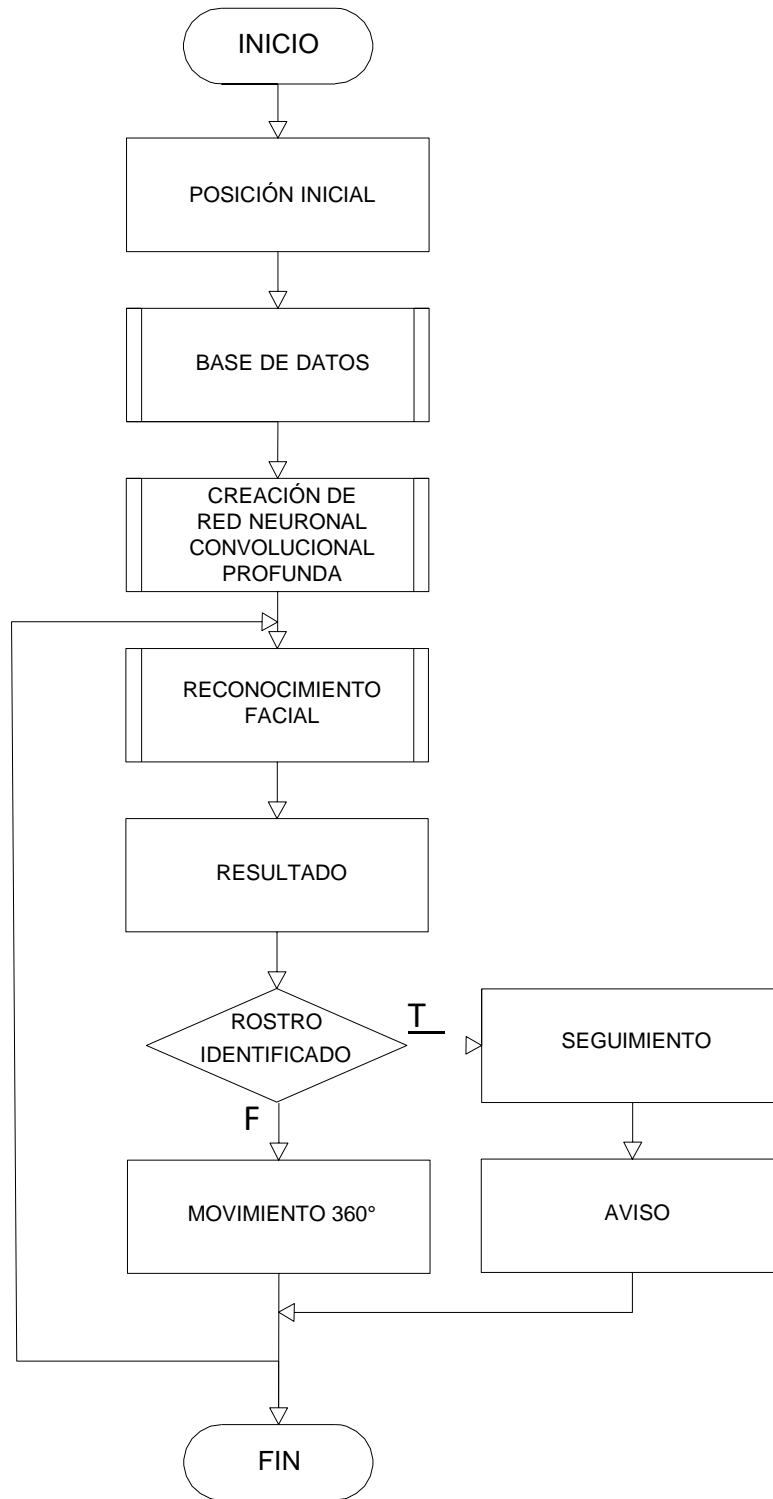 INICIO
POSICIÓN INICIAL
BASE DE DATOS
CREACIÓN DE
RED NEURONAL
CONVOLUCIONAL
PROFUNDA
RECONOCIMIENTO
FACIAL
RESULTADO
ROSTRO
IDENTIFICADO
T
SEGUIMIENTO
F
MOVIMIENTO 360°
AVISO
FIN